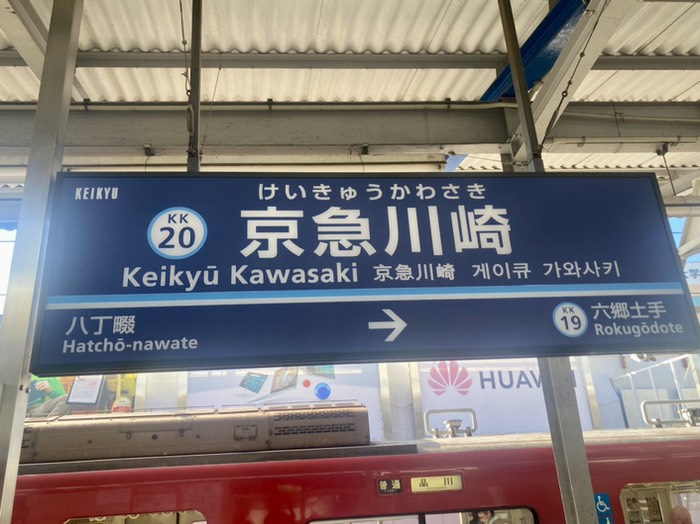 KEIKYU
けいきゅうかわさき
KK
20
京急川崎
Keikyū Kawasaki 京急川崎 게이큐 가와사키
八丁畷
Hatchō-nawate
→
KK
19
六郷土手
Rokugōdote
HUAW
普通 品川